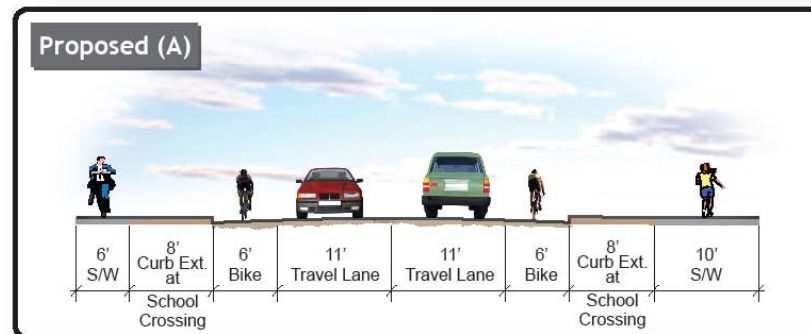 Proposed (A)
6' 8' 6' 11' 11' 6' 8' 10'
S/W Curb Ext. Bike Travel Lane Travel Lane Bike Curb Ext. S/W
at at
School School
Crossing Crossing